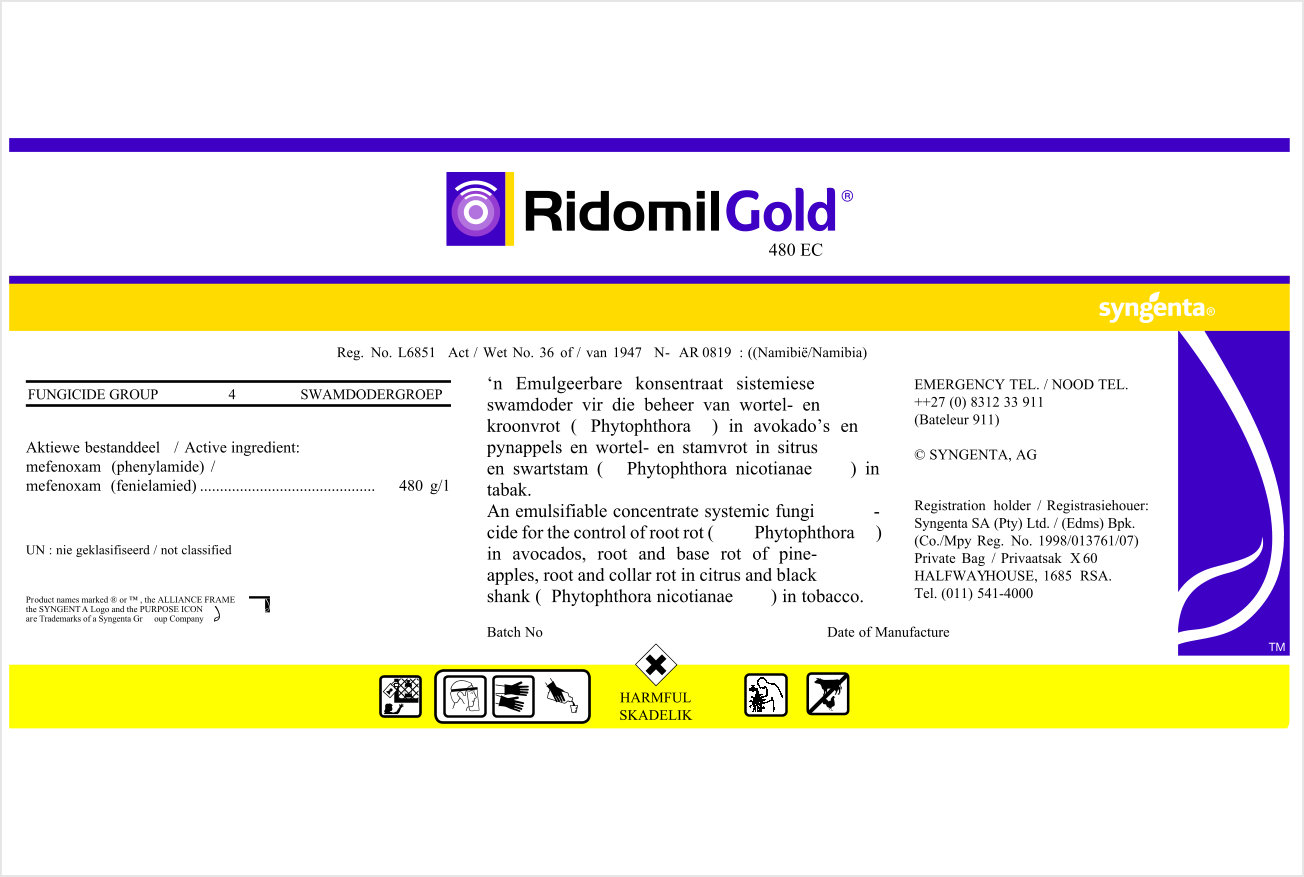 RidomilGold®
480 EC
syngenta®
Reg. No. L6851 Act / Wet No. 36 of / van 1947 N- AR 0819 : ((Namibië/Namibia)
FUNGICIDE GROUP 4 SWAMDODERGROEP
Aktiewe bestanddeel / Active ingredient:
mefenoxam (phenylamide) /
mefenoxam (fenielamied) ............................................ 480 g/l
UN : nie geklasifiseerd / not classified
Product names marked ® or ™ , the ALLIANCE FRAME
the SYNGENT A Logo and the PURPOSE ICON
are Trademarks of a Syngenta Gr oup Company
‘n Emulgeerbare konsentraat sistemiese
swamdoder vir die beheer van wortel- en
kroonvrot ( Phytophthora ) in avokado’s en
pynappels en wortel- en stamvrot in sitrus
en swartstam ( Phytophthora nicotianae ) in
tabak.
An emulsifiable concentrate systemic fungi -
cide for the control of root rot ( Phytophthora )
in avocados, root and base rot of pine-
apples, root and collar rot in citrus and black
shank ( Phytophthora nicotianae ) in tobacco.
Batch No
Date of Manufacture
EMERGENCY TEL. / NOOD TEL.
++27 (0) 8312 33 911
(Bateleur 911)
© SYNGENTA, AG
Registration holder / Registrasiehouer:
Syngenta SA (Pty) Ltd. / (Edms) Bpk.
(Co./Mpy Reg. No. 1998/013761/07)
Private Bag / Privaatsak X 60
HALFWAYHOUSE, 1685 RSA.
Tel. (011) 541-4000
TM
HARMFUL
SKADELIK